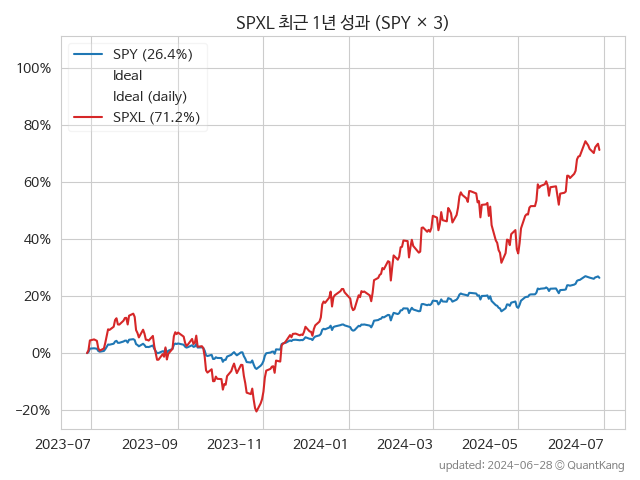 SPXL 최근 1년 성과 (SPY × 3)
SPY (26.4%)
Ideal
Ideal (daily)
SPXL (71.2%)
100%
80%
60%
40%
20%
0%
−20%
2023-07
2023-09
2023-11
2024-01
2024-03
2024-05
2024-07
updated: 2024-06-28 © QuantKang